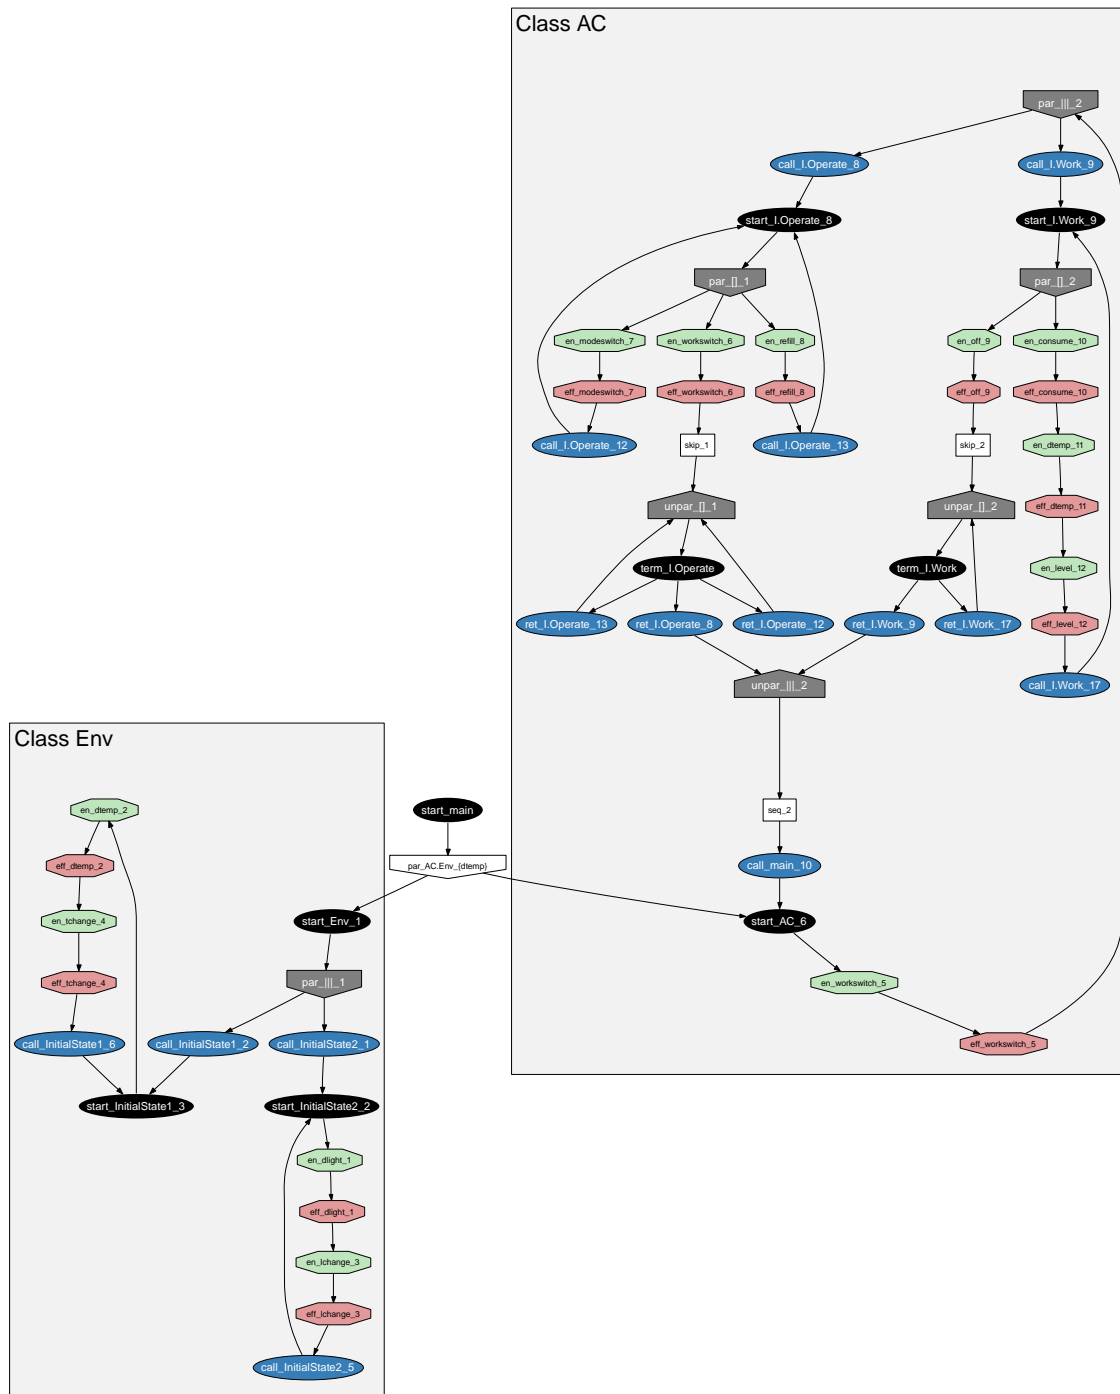 Class AC
par_|||_2
call_I.Operate_8
call_I.Work_9
start_I.Operate_8
start_I.Work_9
par_[]_1
par_[]_2
en_modeswitch_7
en_workswitch_6
en_refill_8
en_off_9
en_consume_10
eff_modeswitch_7
eff_workswitch_6
eff_refill_8
eff_off_9
eff_consume_10
call_I.Operate_12
skip_1
call_I.Operate_13
skip_2
en_dtemp_11
unpar_[]_1
unpar_[]_2
eff_dtemp_11
term_I.Operate
term_I.Work
en_level_12
ret_I.Operate_13
ret_I.Operate_8
ret_I.Operate_12
ret_I.Work_9
ret_I.Work_17
eff_level_12
unpar_|||_2
call_I.Work_17
Class Env
en_dtemp_2
start_main
seq_2
eff_dtemp_2
par_AC.Env_{dtemp}
call_main_10
en_tchange_4
start_Env_1
start_AC_6
eff_tchange_4
par_|||_1
en_workswitch_5
call_InitialState1_6
call_InitialState1_2
call_InitialState2_1
eff_workswitch_5
start_InitialState1_3
start_InitialState2_2
en_dlight_1
eff_dlight_1
en_lchange_3
eff_lchange_3
call_InitialState2_5